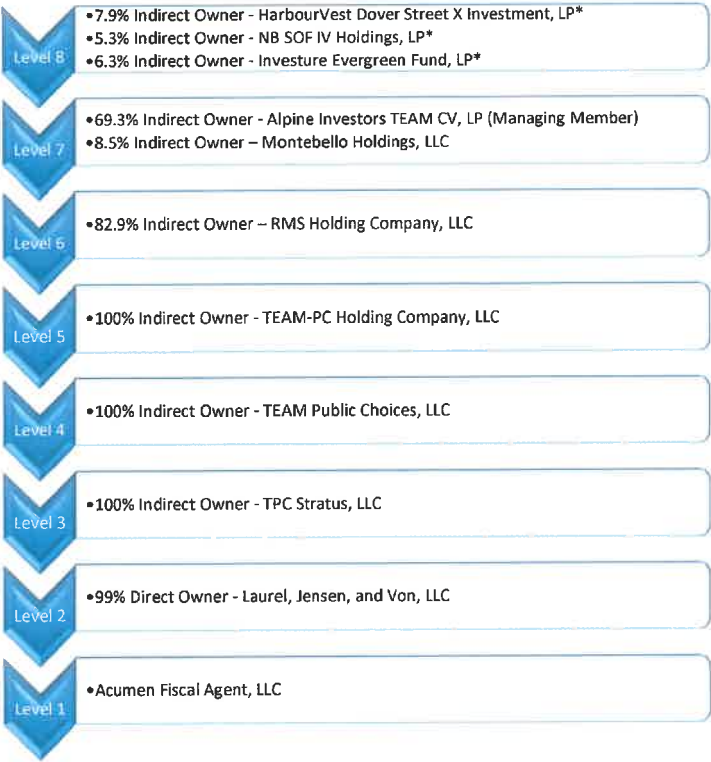 •7.9% Indirect Owner - HarbourVest Dover Street X Investment, LP*
•5.3% Indirect Owner - NB SOF IV Holdings, LP*
•6.3% Indirect Owner - Investure Evergreen Fund, LP*
Level 8
•69.3% Indirect Owner - Alpine Investors TEAM CV, LP (Managing Member)
•8.5% Indirect Owner – Montebello Holdings, LLC
Level 7
•82.9% Indirect Owner – RMS Holding Company, LLC
Level 6
•100% Indirect Owner - TEAM-PC Holding Company, LLC
Level 5
•100% Indirect Owner - TEAM Public Choices, LLC
Level 4
•100% Indirect Owner - TPC Stratus, LLC
Level 3
•99% Direct Owner - Laurel, Jensen, and Von, LLC
Level 2
•Acumen Fiscal Agent, LLC
Level 1